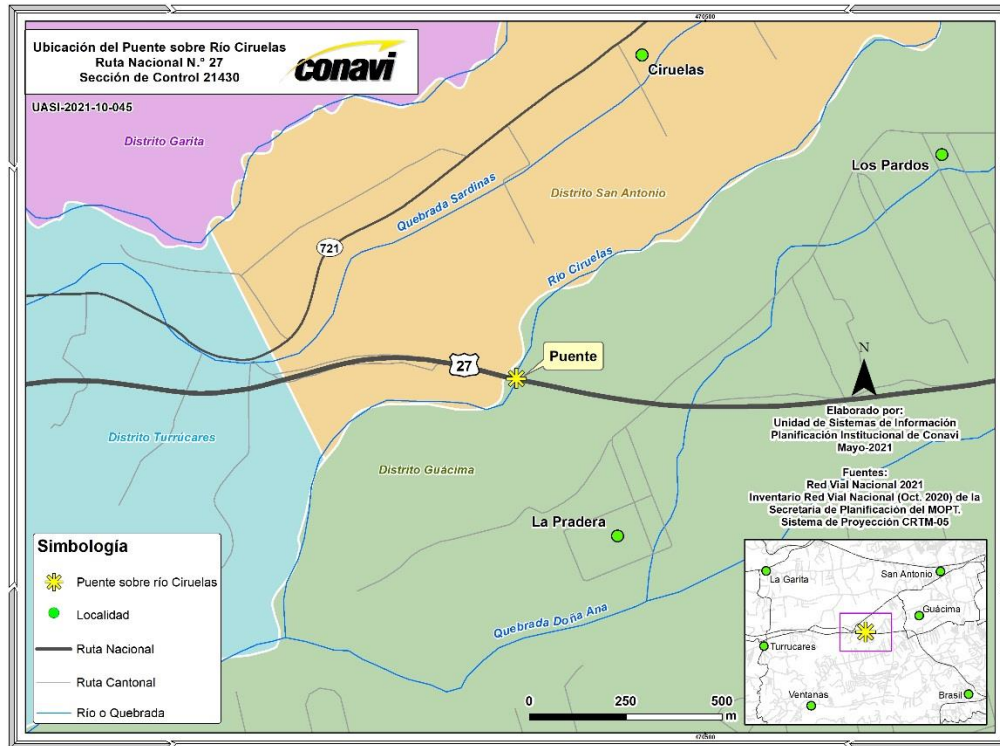 470500
Ubicación del Puente sobre Río Ciruelas
Ruta Nacional N.° 27
Sección de Control 21430
conavi
UASI-2021-10-045
Ciruelas
Distrito Garita
Los Pardos
Quebrada Sardinas
Distrito San Antonio
721
Río Ciruelas
27
Puente
N
Distrito Turrúcares
Distrito Guácima
Elaborado por:
Unidad de Sistemas de Información
Planificación Institucional de Conavi
Mayo-2021
Fuentes:
Red Vial Nacional 2021
Inventario Red Vial Nacional (Oct. 2020) de la
Secretaria de Planificación del MOPT.
Sistema de Proyección CRTM-05
La Pradera
Quebrada Doña Ana
Simbología
Puente sobre río Ciruelas
Localidad
Ruta Nacional
Ruta Cantonal
Río o Quebrada
0 250 500
m
La Garita
San Antonio
Guácima
Turrucares
Ventanas
Brasil
470500